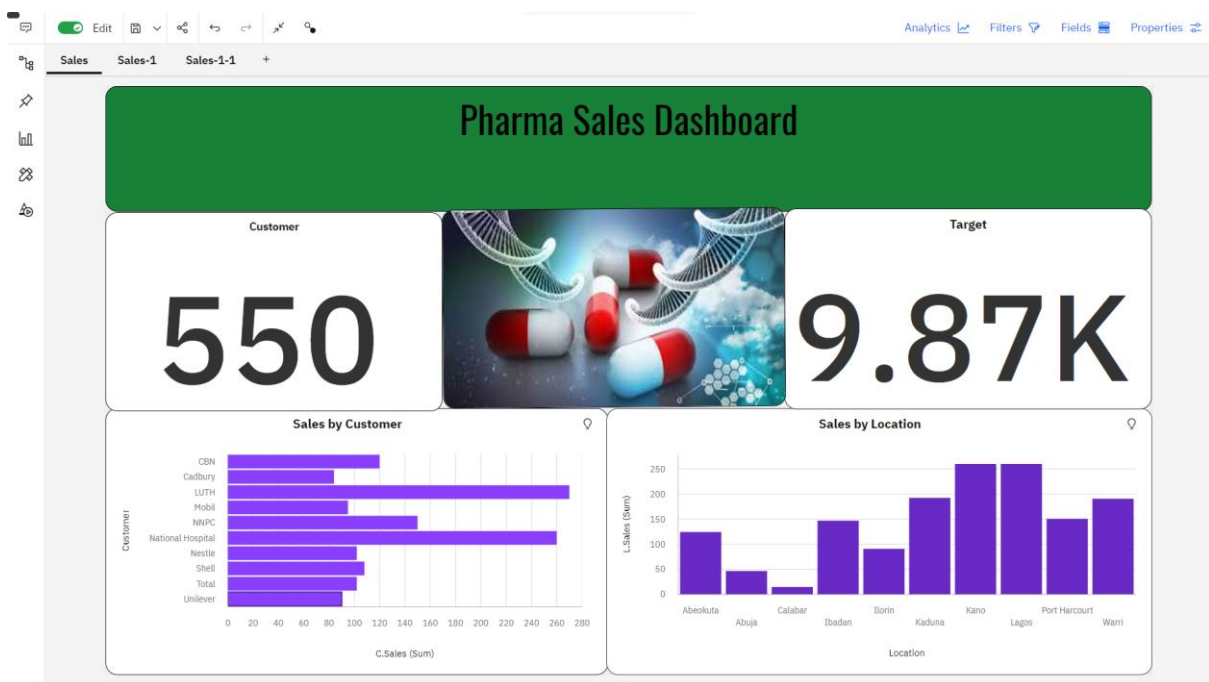 Edit
Analytics Filters Fields Properties
Sales Sales-1 Sales-1-1 +
Pharma Sales Dashboard
Customer
550
Target
9.87K
Sales by Customer
Customer
CBN
Cadbury
LUTH
Mobil
NNPC
National Hospital
Nestle
Shell
Total
Unilever
0 20 40 60 80 100 120 140 160 180 200 220 240 260 280
C.Sales (Sum)
Sales by Location
L.Sales (Sum)
250
200
150
100
50
0
Abeokuta Calabar Ilorin Kano Port Harcourt
Abuja Ibadan Kaduna Lagos Warri
Location